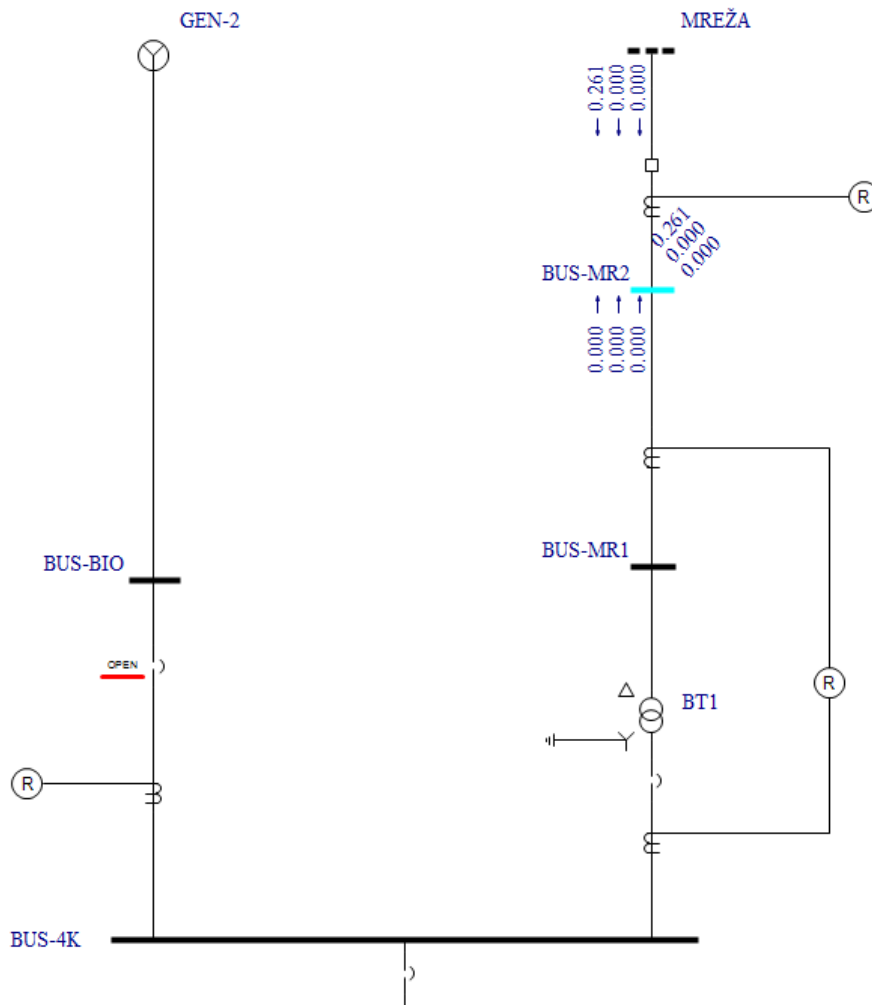 GEN-2
MREŽA
0.261
0.000
0.000
R
0.261
0.000
0.000
BUS-MR2
0.000
0.000
0.000
BUS-MR1
BUS-BIO
OPEN
R
BT1
R
BUS-4K